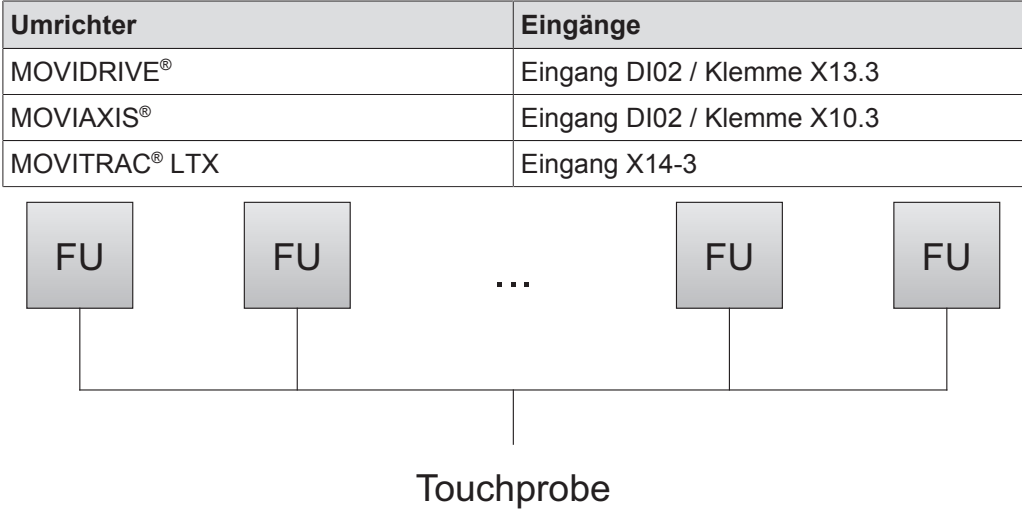 Umrichter Eingänge
MOVIDRIVE® Eingang DI02 / Klemme X13.3
MOVIAXIS® Eingang DI02 / Klemme X10.3
MOVITRAC® LTX Eingang X14-3
FU FU ... FU FU
Touchprobe